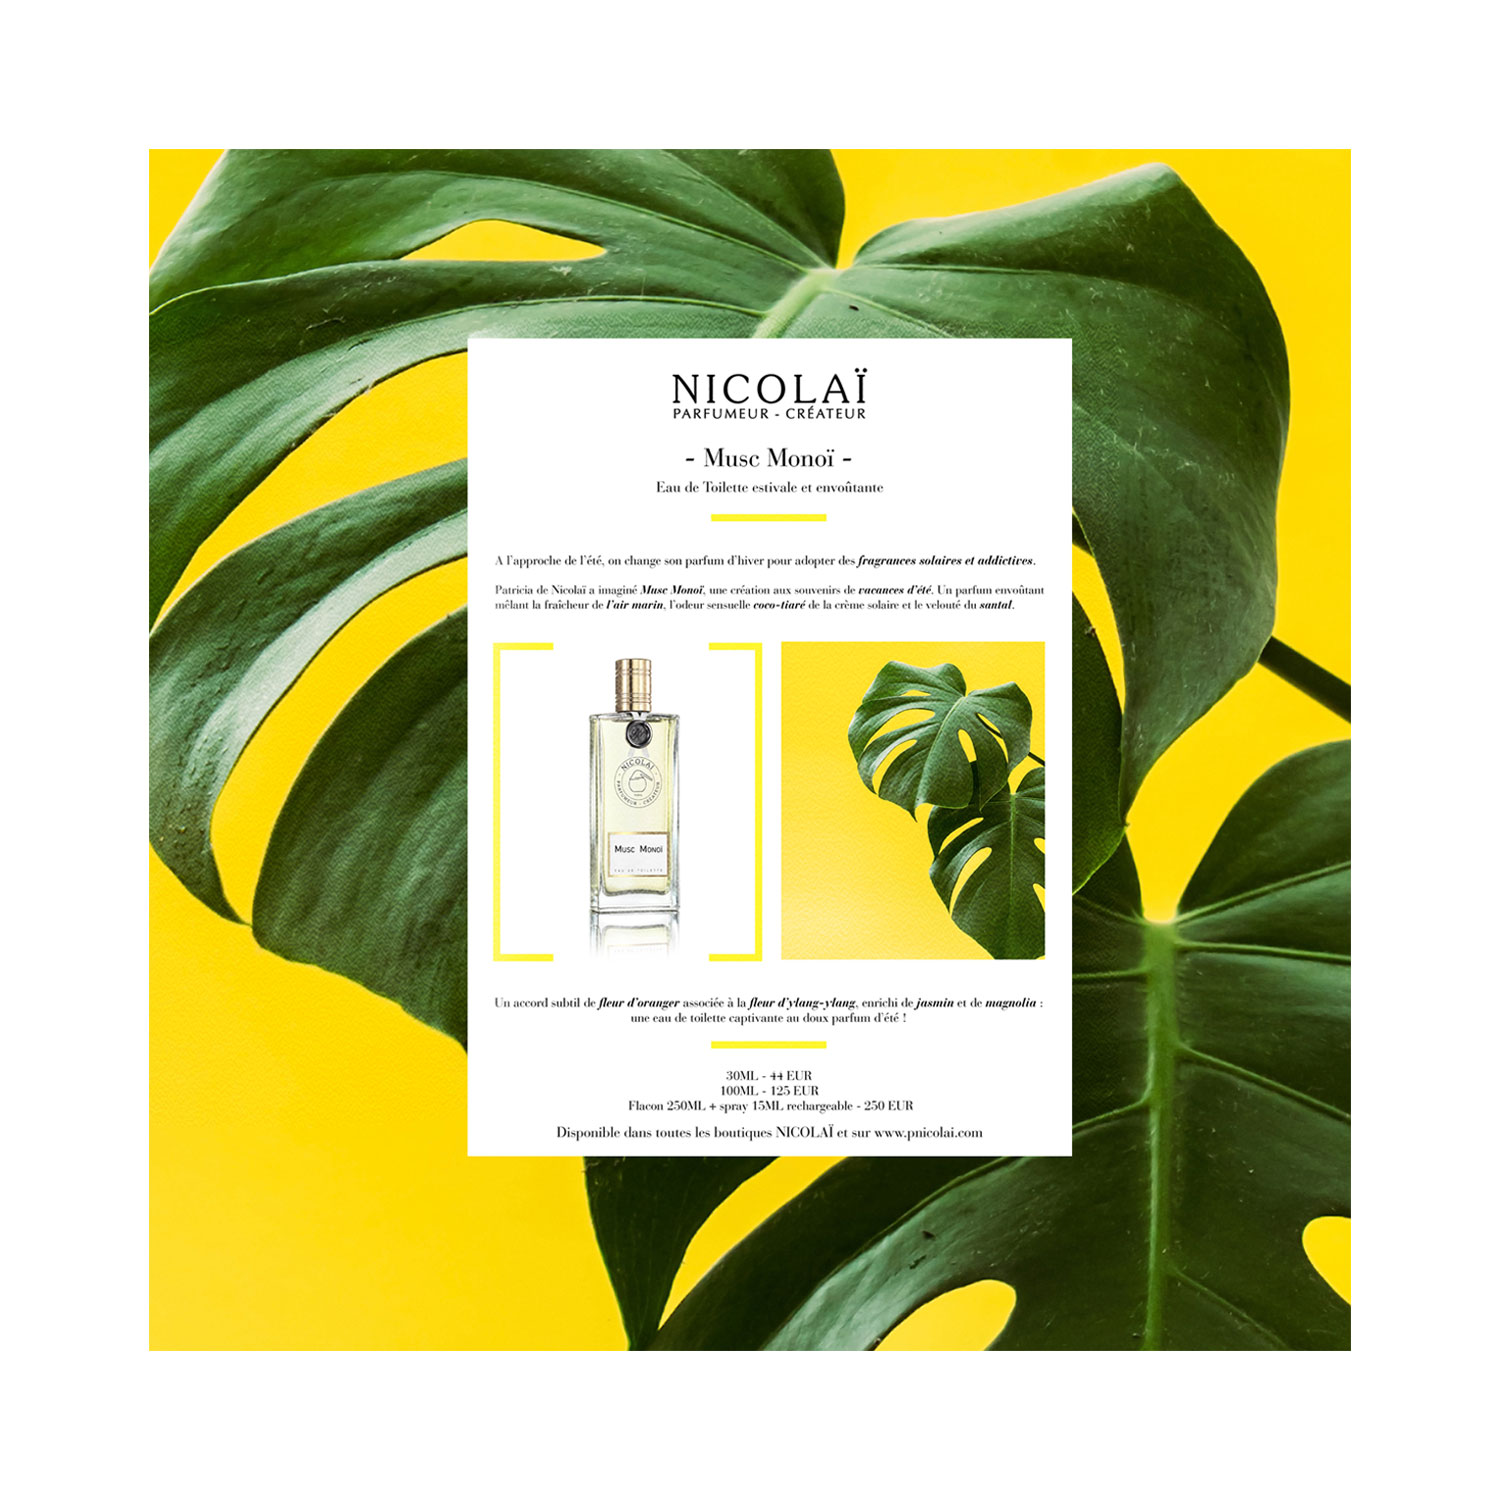 NICOLAÏ
PARFUMEUR - CRÉATEUR
- Musc Monoï -
Eau de Toilette estivale et envoûtante
A l'approche de l'été, on change son parfum d'hiver pour adopter des fragrances solaires et addictives.
Patricia de Nicolaï a imaginé Musc Monoï, une création aux souvenirs de vacances d'été. Un parfum envoûtant
mêlant la fraîcheur de l'air marin, l'odeur sensuelle coco-tiaré de la crème solaire et le velouté du santal.
NICOLAÏ
PARFUMEUR - CRÉATEUR
Musc Monoï
EAU DE TOILETTE
Un accord subtil de fleur d'oranger associée à la fleur d'ylang-ylang, enrichi de jasmin et de magnolia :
une eau de toilette captivante au doux parfum d'été !
30ML - 44 EUR
100ML - 125 EUR
Flacon 250ML + spray 15ML rechargeable - 250 EUR
Disponible dans toutes les boutiques NICOLAÏ et sur www.pnicolai.com